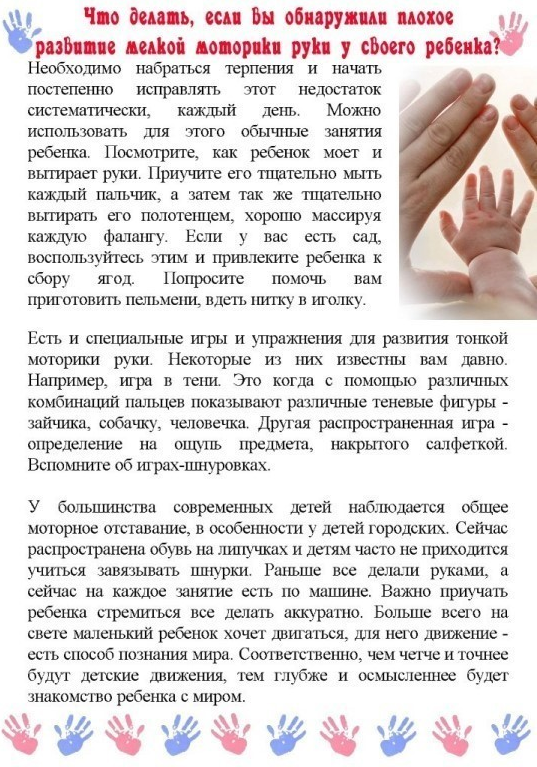 Что делать, если вы обнаружили плохое
развитие мелкой моторики руки у своего ребенка?
Необходимо набраться терпения и начать
постепенно исправлять этот недостаток
систематически, каждый день. Можно
использовать для этого обычные занятия
ребенка. Посмотрите, как ребенок моет и
вытирает руки. Приучите его тщательно мыть
каждый пальчик, а затем так же тщательно
вытирать его полотенцем, хорошо массируя
каждую фалангу. Если у вас есть сад,
воспользуйтесь этим и привлеките ребенка к
сбору ягод. Попросите помочь вам
приготовить пельмени, вдеть нитку в иголку.
Есть и специальные игры и упражнения для развития тонкой
моторики руки. Некоторые из них известны вам давно.
Например, игра в тени. Это когда с помощью различных
комбинаций пальцев показывают различные теневые фигуры -
зайчика, собачку, человечка. Другая распространенная игра -
определение на ощупь предмета, накрытого салфеткой.
Вспомните об играх-шнуровках.
У большинства современных детей наблюдается общее
моторное отставание, в особенности у детей городских. Сейчас
распространена обувь на липучках и детям часто не приходится
учиться завязывать шнурки. Раньше все делали руками, а
сейчас на каждое занятие есть по машине. Важно приучать
ребенка стремиться все делать аккуратно. Больше всего на
свете маленький ребенок хочет двигаться, для него движение -
есть способ познания мира. Соответственно, чем четче и точнее
будут детские движения, тем глубже и осмысленнее будет
знакомство ребенка с миром.